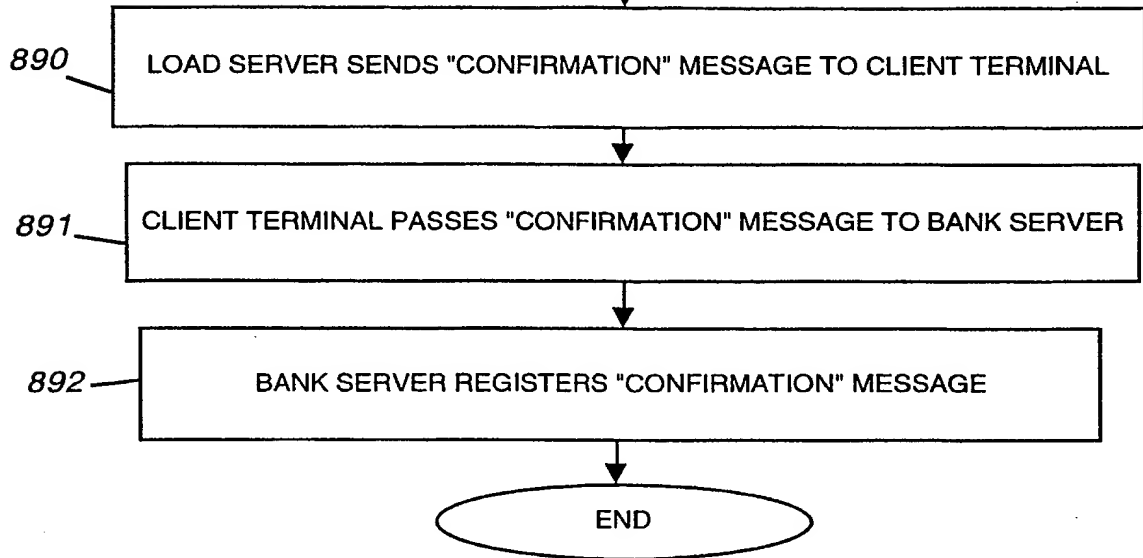 890
LOAD SERVER SENDS "CONFIRMATION" MESSAGE TO CLIENT TERMINAL
891
CLIENT TERMINAL PASSES "CONFIRMATION" MESSAGE TO BANK SERVER
892
BANK SERVER REGISTERS "CONFIRMATION" MESSAGE
END